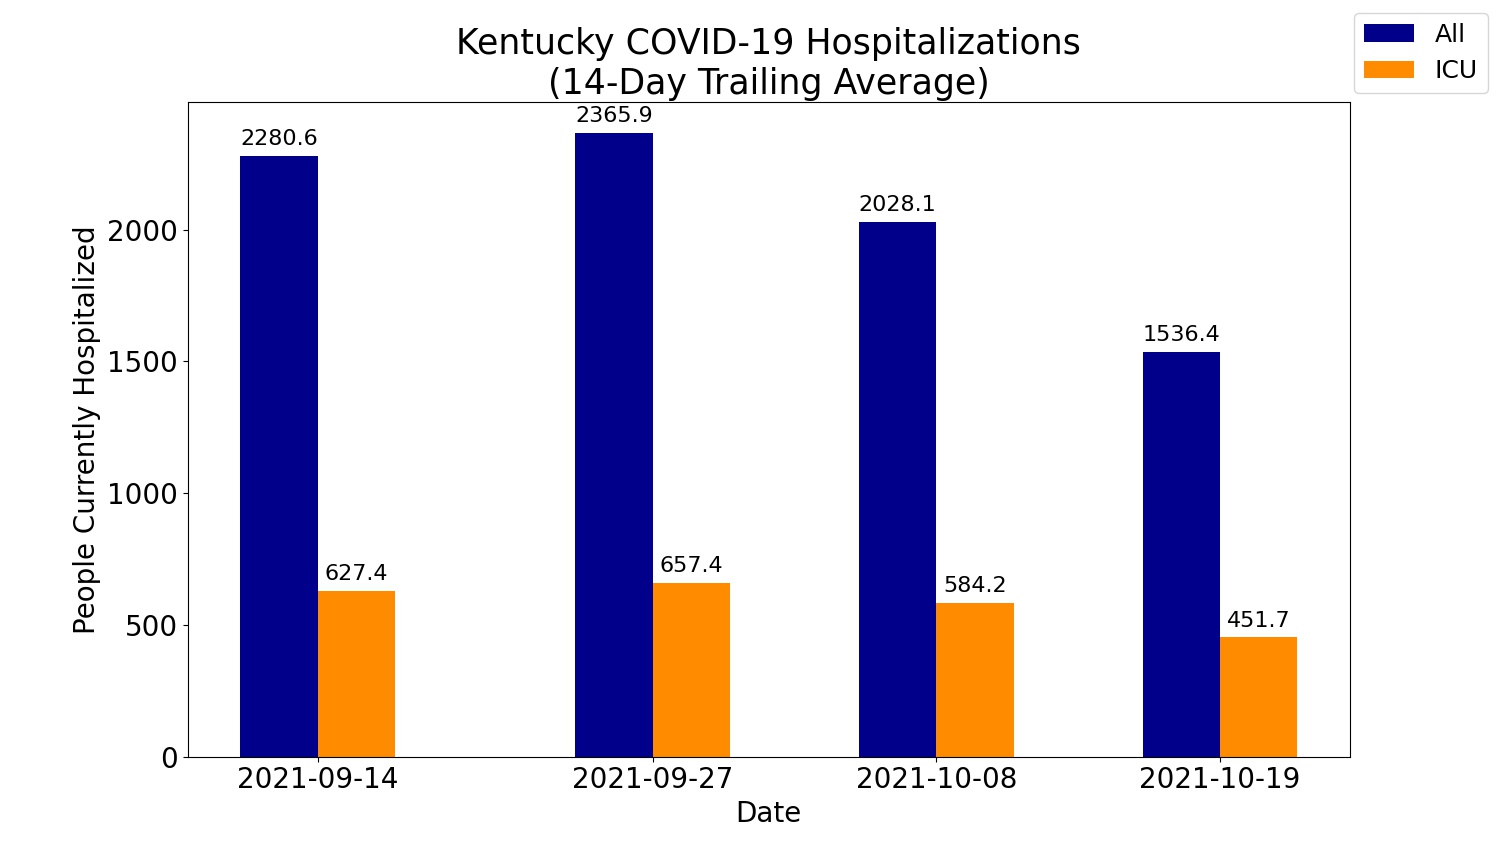 Kentucky COVID-19 Hospitalizations
(14-Day Trailing Average)
All
ICU
People Currently Hospitalized
2000
1500
1000
500
0
2280.6
627.4
2365.9
657.4
2028.1
584.2
1536.4
451.7
2021-09-14
2021-09-27
2021-10-08
2021-10-19
Date